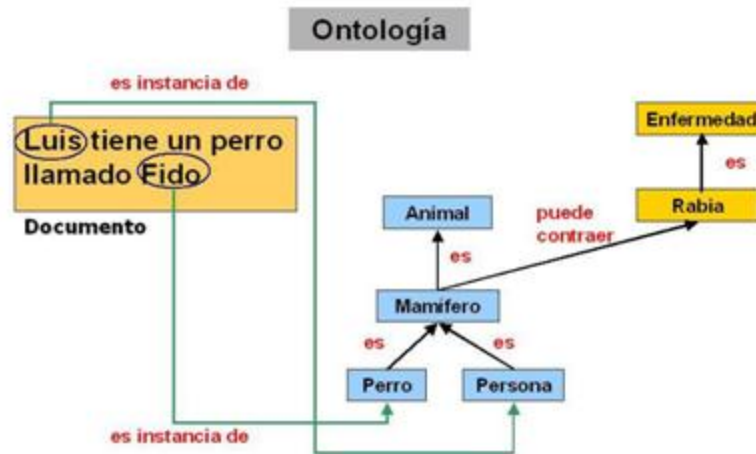 Ontología
es instancia de
Luis tiene un perro
llamado Fido
Documento
Enfermedad
es
Rabia
puede
contraer
Animal
es
Mamífero
es
es
Perro
Persona
es instancia de